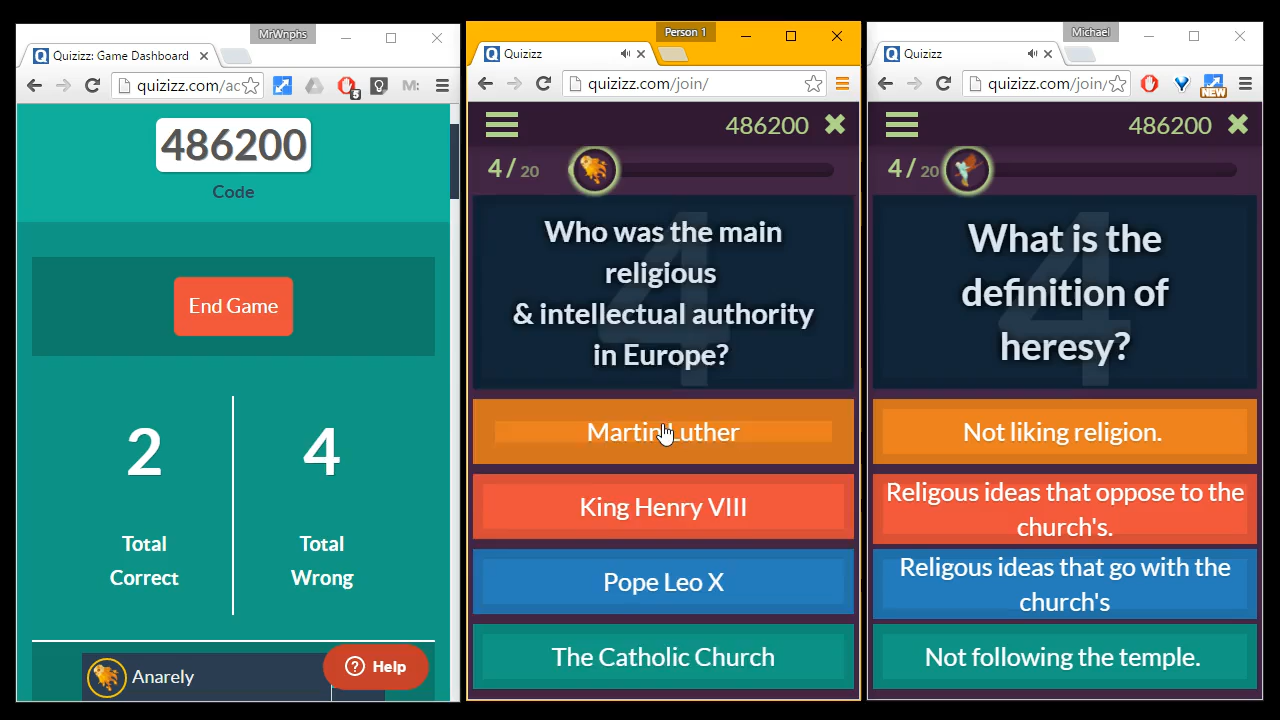 MrWnphs
Quizizz: Game Dashboard
quizizz.com/ac
5
M:
486200
Code
End Game
2
4
Total
Correct
Total
Wrong
Anarely
Help
Person 1
Quizizz
quizizz.com/join/
486200
4 / 20
4
Who was the main
religious
& intellectual authority
in Europe?
Martin Luther
King Henry VIII
Pope Leo X
The Catholic Church
Michael
Quizizz
quizizz.com/join/
NEW
486200
4 / 20
4
What is the
definition of
heresy?
Not liking religion.
Religous ideas that oppose to the
church's.
Religous ideas that go with the
church's
Not following the temple.